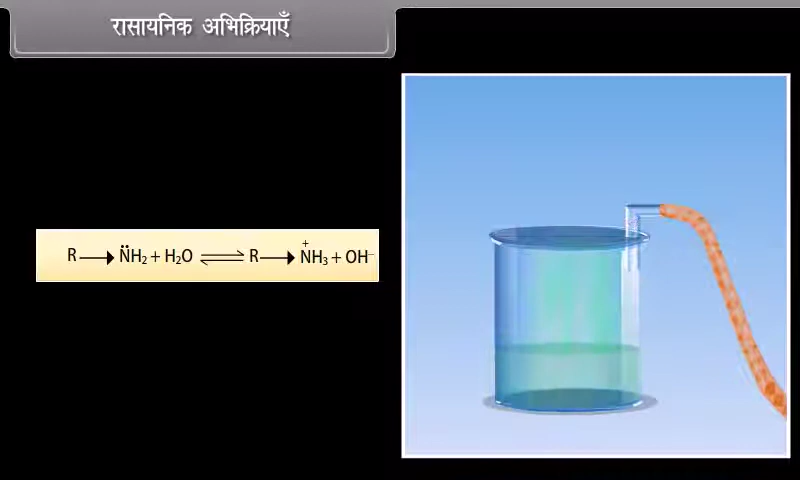 रासायनिक अभिक्रियाएँ
R⟶N̈H₂ + H₂O ⇌ R⟶N⁺H₃ + OH⁻